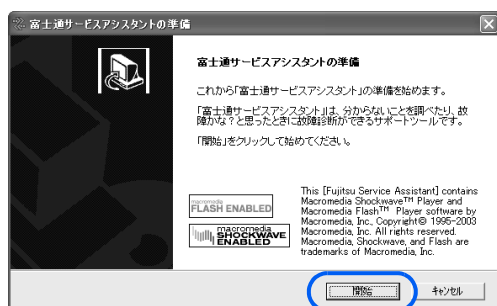 富士通サービスアシスタントの準備
富士通サービスアシスタントの準備
これから「富士通サービスアシスタント」の準備を始めます。
「富士通サービスアシスタント」は、分からないことを調べたり、故
障かな？と思ったときに故障診断ができるサポートツールです。
「開始」をクリックして始めてください。
This [Fujitsu Service Assistant] contains
Macromedia Shockwave™ Player and
Macromedia Flash™ Player software by
Macromedia, Inc. Copyright© 1995-2003
Macromedia, Inc. All rights reserved.
Macromedia, Shockwave, and Flash are
trademarks of Macromedia, Inc.
macromedia
FLASH ENABLED
macromedia
SHOCKWAVE
ENABLED
開始
キャンセル